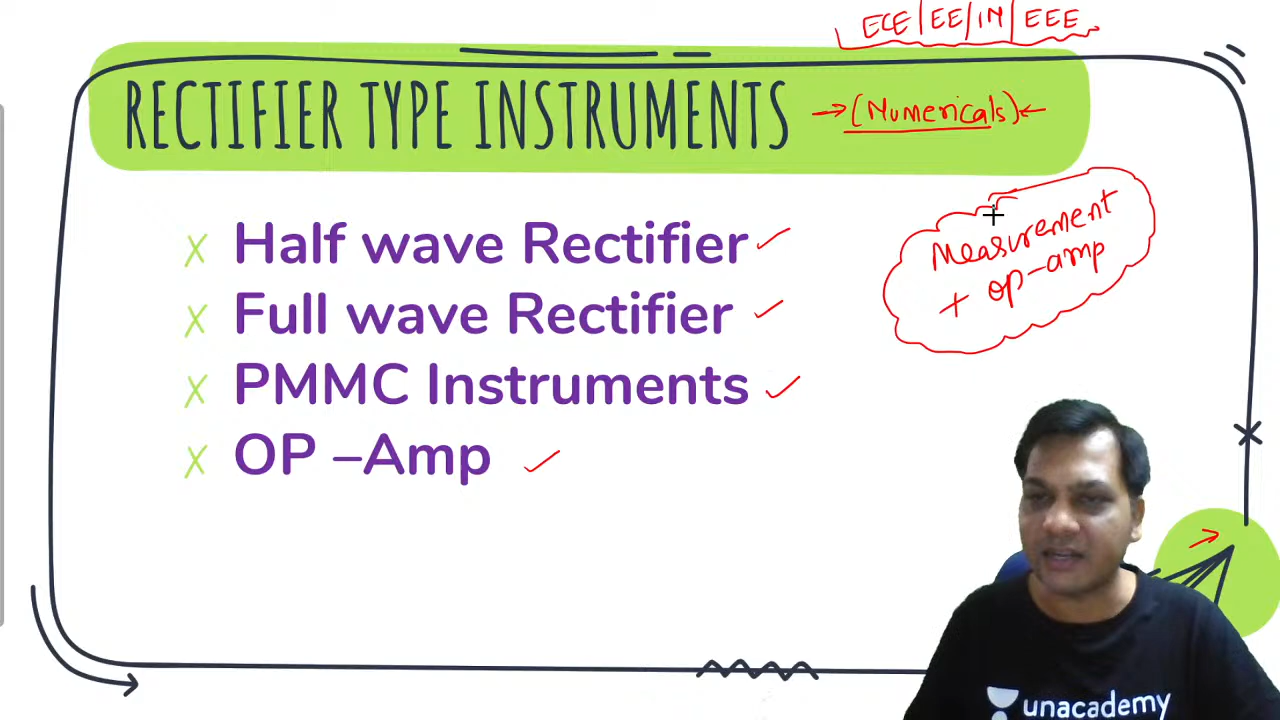 ECE | EE / IN | EEE
RECTIFIER TYPE INSTRUMENTS → (Numericals) ←
Half wave Rectifier
Full wave Rectifier
PMMC Instruments
OP –Amp
Measurement
+ op-amp
unacademy